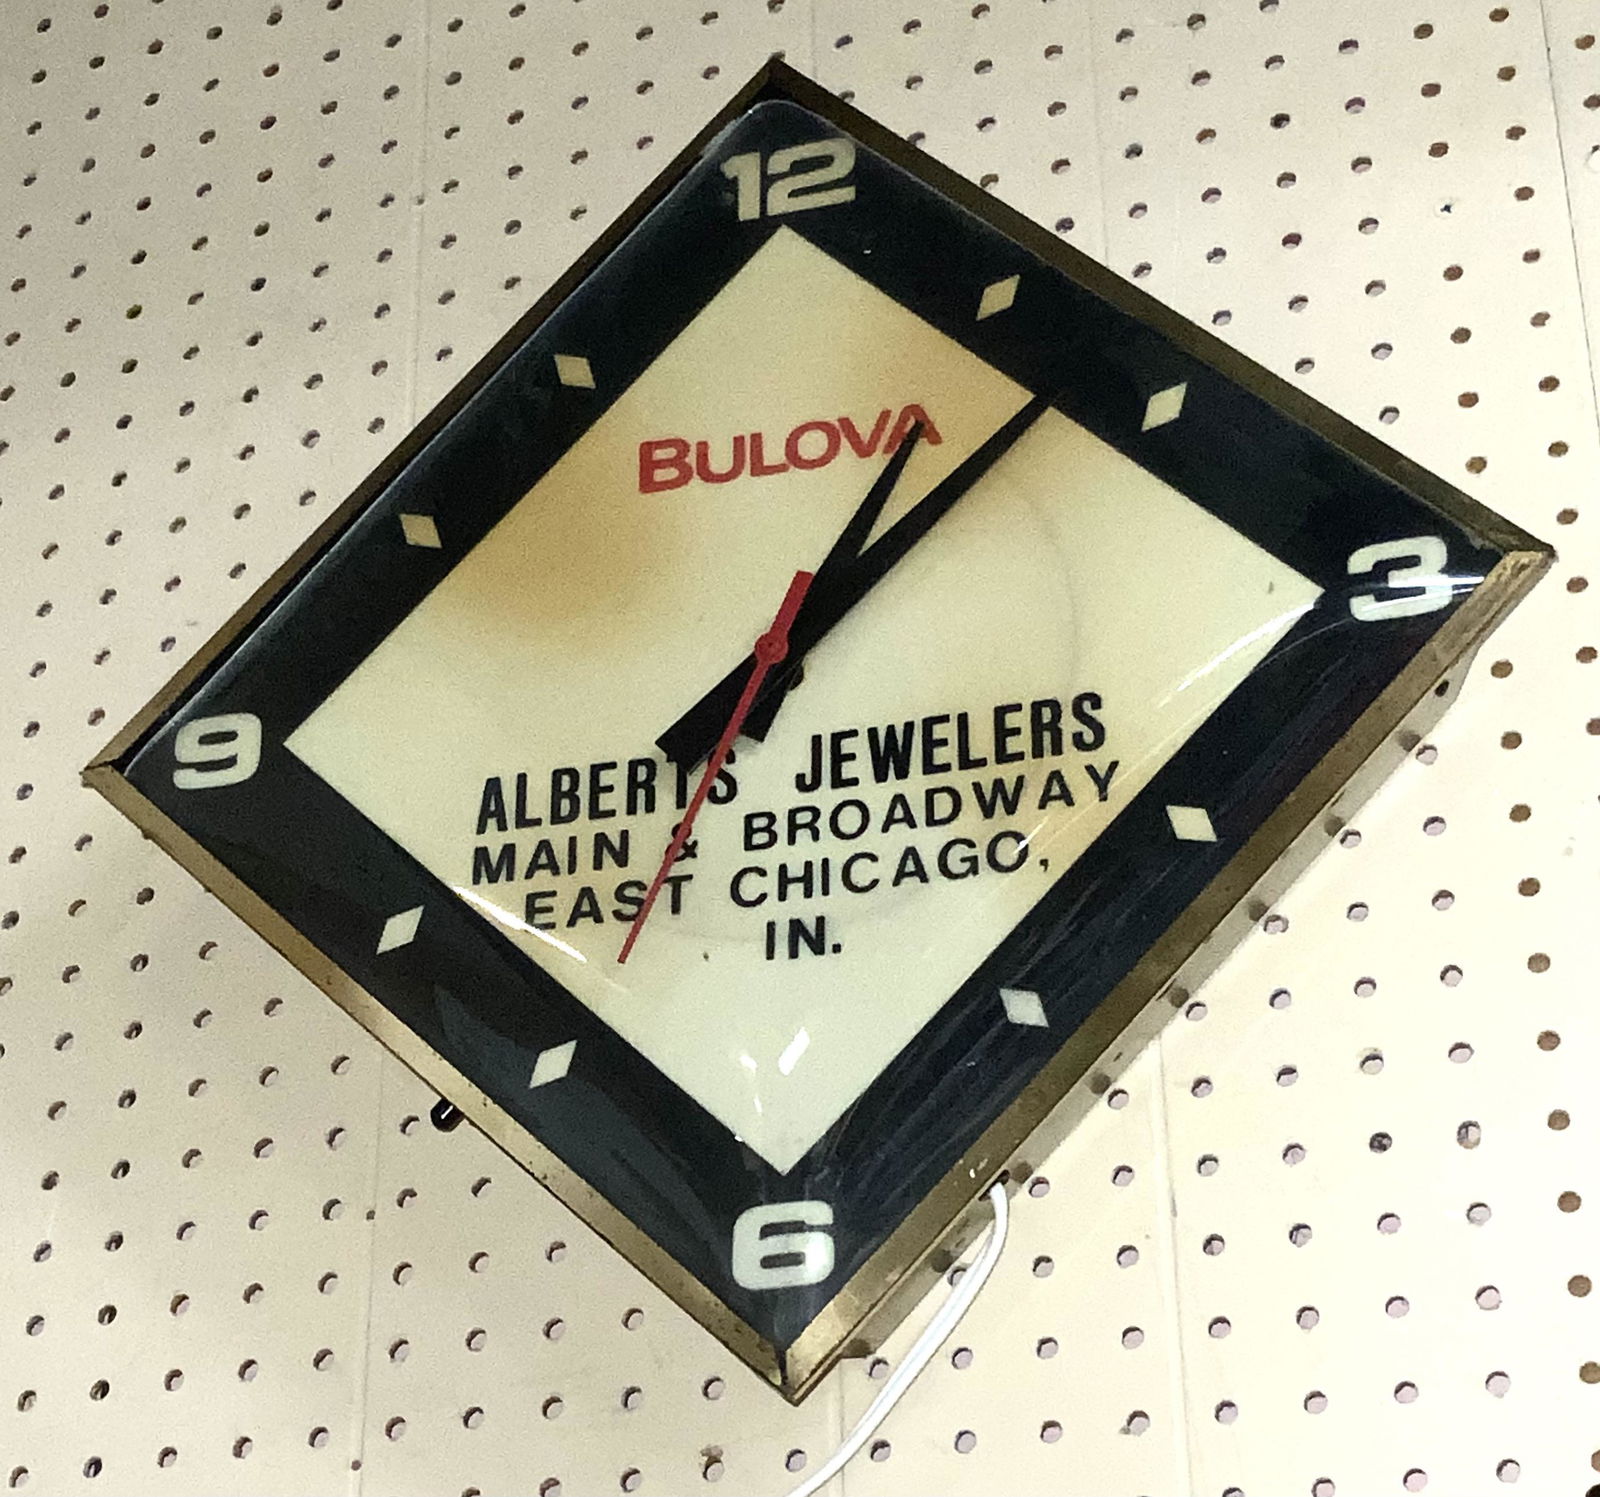 12
BULOVA
3
9
ALBERTS JEWELERS
MAIN & BROADWAY
EAST CHICAGO,
IN.
6